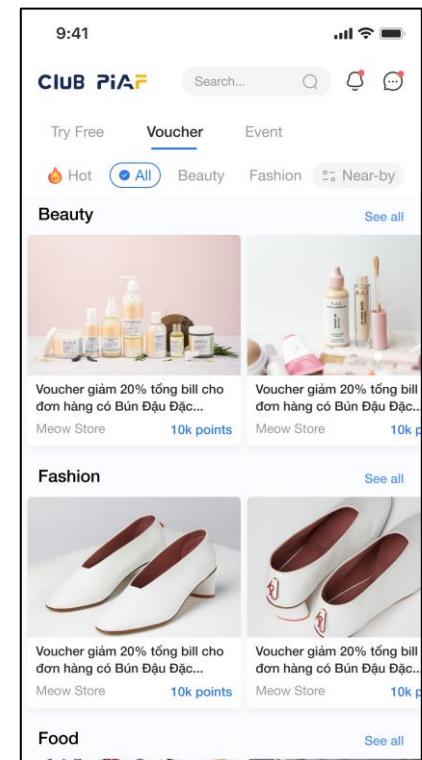 9:41
CluB PiAF
Search...
Try Free Voucher Event
Hot All Beauty Fashion Near-by
Beauty See all
Voucher giảm 20% tổng bill cho
đơn hàng có Bún Đậu Đặc...
Meow Store 10k points
Voucher giảm 20% tổng bill
đơn hàng có Bún Đậu Đặc...
Meow Store 10k p
Fashion See all
Voucher giảm 20% tổng bill cho
đơn hàng có Bún Đậu Đặc...
Meow Store 10k points
Voucher giảm 20% tổng bill
đơn hàng có Bún Đậu Đặc...
Meow Store 10k p
Food See all